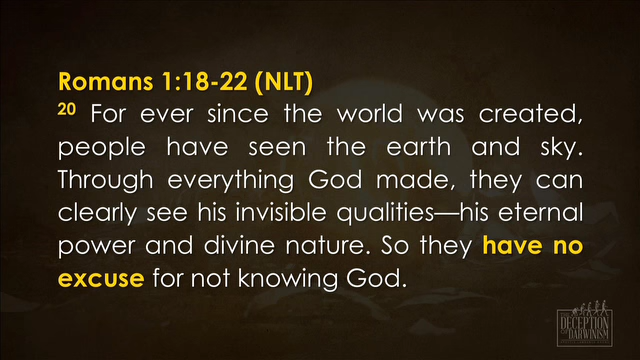 Romans 1:18-22 (NLT)
20 For ever since the world was created,
people have seen the earth and sky.
Through everything God made, they can
clearly see his invisible qualities—his eternal
power and divine nature. So they have no
excuse for not knowing God.
DECEPTION
DARWINISM